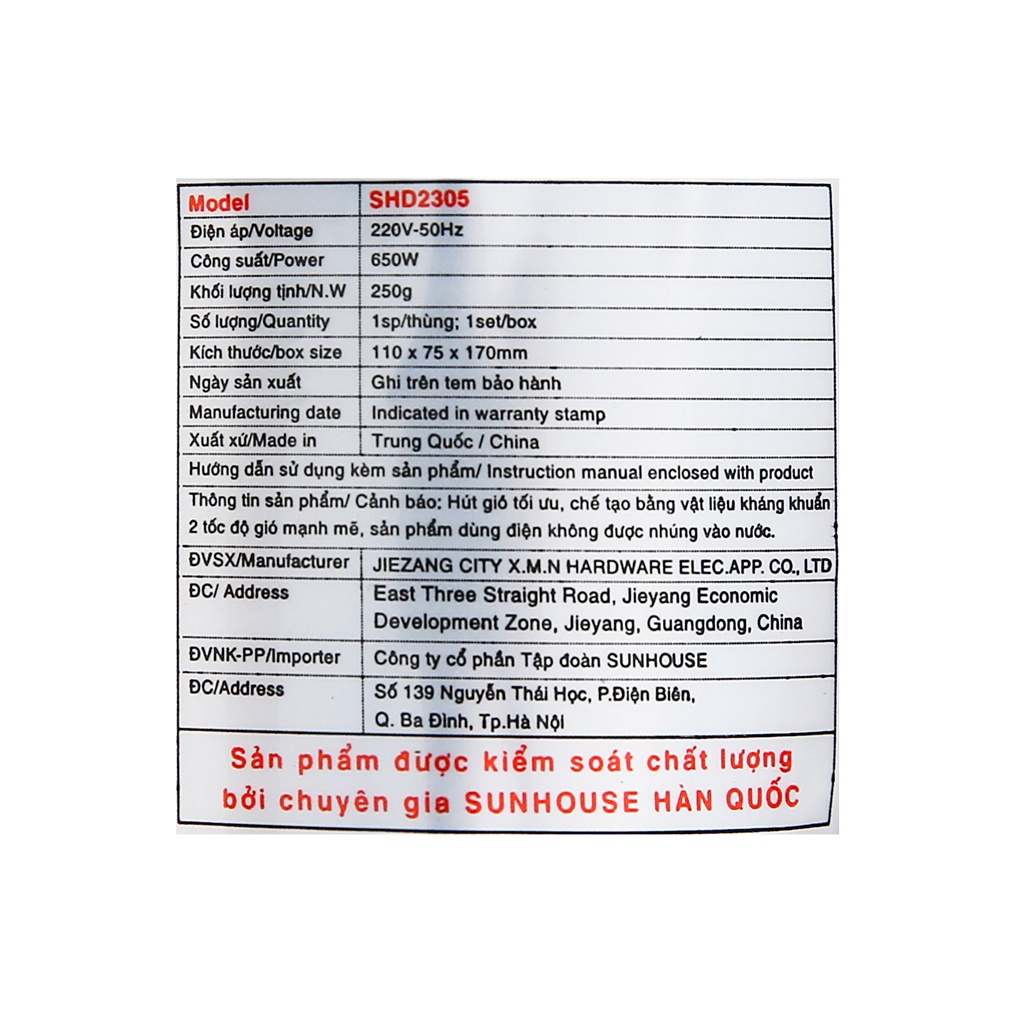 Model SHD2305
Điện áp/Voltage 220V-50Hz
Công suất/Power 650W
Khối lượng tịnh/N.W 250g
Số lượng/Quantity 1sp/thùng; 1set/box
Kích thước/box size 110 x 75 x 170mm
Ngày sản xuất Ghi trên tem bảo hành
Manufacturing date Indicated in warranty stamp
Xuất xứ/Made in Trung Quốc / China
Hướng dẫn sử dụng kèm sản phẩm/ Instruction manual enclosed with product
Thông tin sản phẩm/ Cảnh báo: Hút gió tối ưu, chế tạo bằng vật liệu kháng khuẩn
2 tốc độ gió mạnh mẽ, sản phẩm dùng điện không được nhúng vào nước.
ĐVSX/Manufacturer JIEZANG CITY X.M.N HARDWARE ELEC.APP. CO., LTD
ĐC/ Address East Three Straight Road, Jieyang Economic
Development Zone, Jieyang, Guangdong, China
ĐVNK-PP/Importer Công ty cổ phần Tập đoàn SUNHOUSE
ĐC/Address Số 139 Nguyễn Thái Học, P.Điện Biên,
Q. Ba Đình, Tp.Hà Nội
Sản phẩm được kiểm soát chất lượng
bởi chuyên gia SUNHOUSE HÀN QUỐC